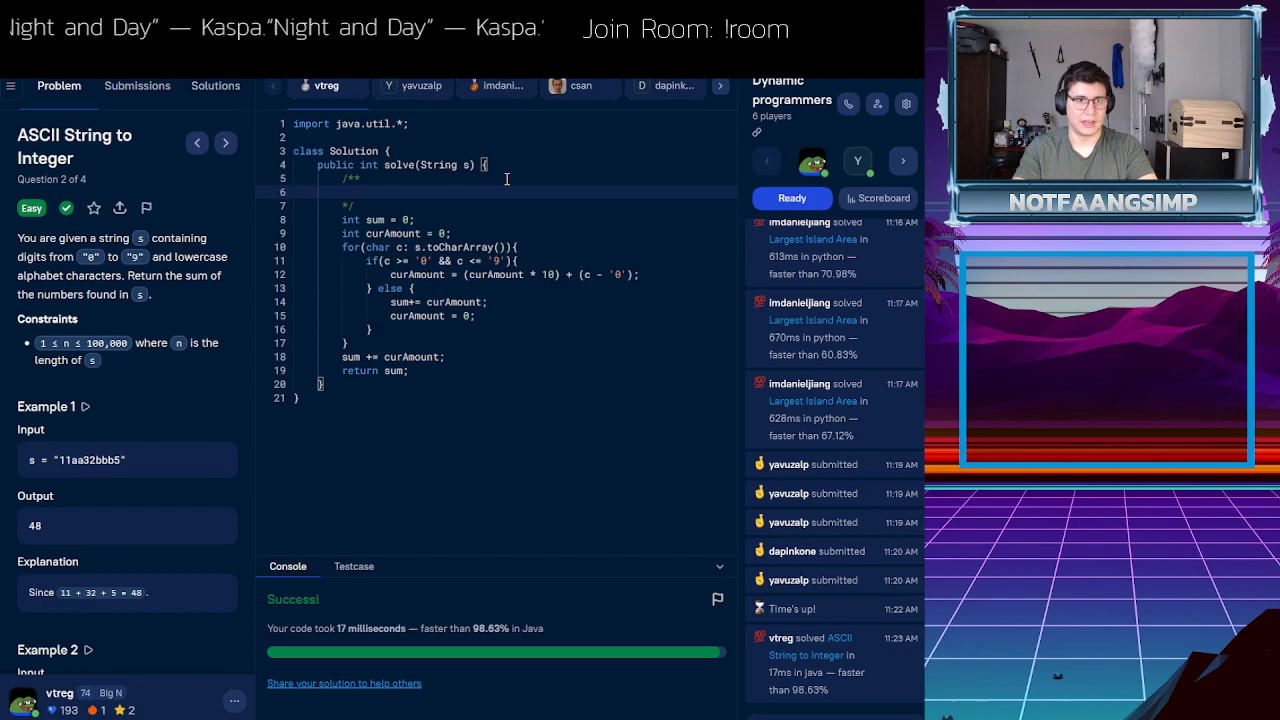 Night and Day” — Kaspa.“Night and Day” — Kaspa.“
Join Room: !room
Problem
Submissions
Solutions
vtreg
Y yavuzalp
imdani...
csan
D dapink...
ASCII String to
Integer
Question 2 of 4
Easy
You are given a string s containing
digits from "0" to "9" and lowercase
alphabet characters. Return the sum of
the numbers found in s.
Constraints
• 1 ≤ n ≤ 100,000 where n is the
length of s
Example 1
Input
s = "11aa32bbb5"
Output
48
Explanation
Since 11 + 32 + 5 = 48.
Example 2
Input
vtreg 74 Big N
193 1 2
...
1 import java.util.*;
2
3 class Solution {
4 public int solve(String s) {
5 /**
6
7 */
8 int sum = 0;
9 int curAmount = 0;
10 for(char c: s.toCharArray()){
11 if(c >= '0' && c <= '9'){
12 curAmount = (curAmount * 10) + (c - '0');
13 } else {
14 sum+= curAmount;
15 curAmount = 0;
16 }
17 }
18 sum += curAmount;
19 return sum;
20 }
21 }
Console
Testcase
Success!
Your code took 17 milliseconds — faster than 98.63% in Java
Share your solution to help others
Dynamic
programmers
6 players
Y
Ready
Scoreboard
imdanieljiang solved 11:16 AM
Largest Island Area in
613ms in python —
faster than 70.98%
imdanieljiang solved 11:17 AM
Largest Island Area in
670ms in python —
faster than 60.83%
imdanieljiang solved 11:17 AM
Largest Island Area in
628ms in python —
faster than 67.12%
yavuzalp submitted 11:19 AM
yavuzalp submitted 11:19 AM
yavuzalp submitted 11:19 AM
dapinkone submitted 11:20 AM
yavuzalp submitted 11:20 AM
Time's up! 11:22 AM
vtreg solved ASCII 11:23 AM
String to Integer in
17ms in java — faster
than 98.63%
NOTFAANGSIMP